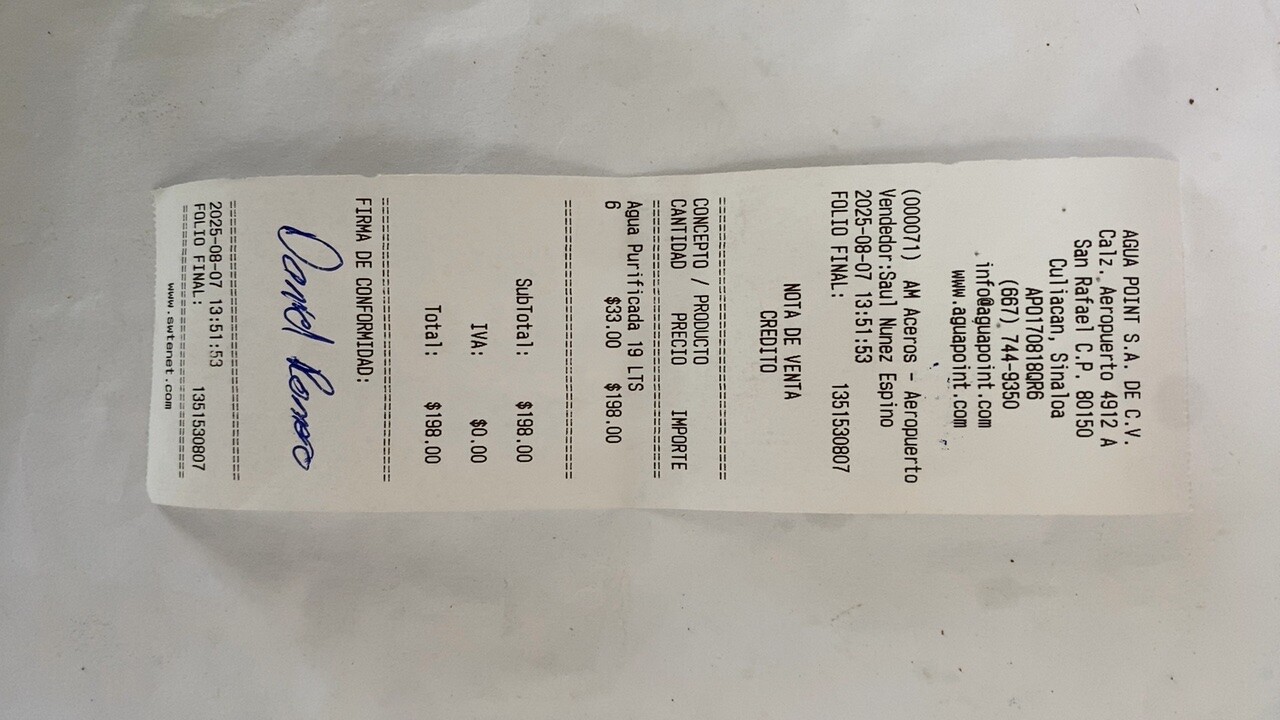 AGUA POINT S.A. DE C.V.
Calz. Aeropuerto 4912 A
San Rafael C.P. 80150
Culiacan, Sinaloa
APO1708180R6
(667) 744-9350
info@aguapoint.com
www.aguapoint.com
(000071) AM Aceros - Aeropuerto
Vendedor:Saul Nunez Espino
2025-08-07 13:51:53
FOLIO FINAL: 1351530807
NOTA DE VENTA
CREDITO
==============================
CONCEPTO / PRODUCTO
CANTIDAD PRECIO IMPORTE
==============================
Agua Purificada 19 LTS
6 $33.00 $198.00
==============================
SubTotal: $198.00
IVA: $0.00
Total: $198.00
==============================
FIRMA DE CONFORMIDAD:
Daniel
==============================
2025-08-07 13:51:53
FOLIO FINAL: 1351530807
==============================
www.swtenet.com